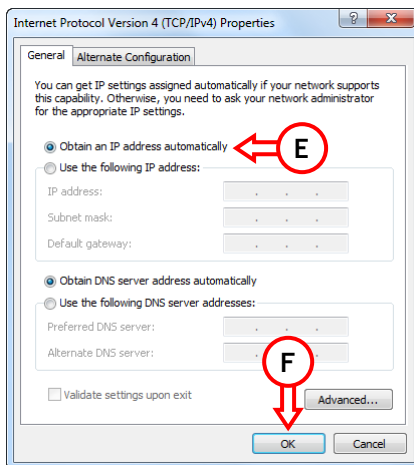 Internet Protocol Version 4 (TCP/IPv4) Properties
?
X
General
Alternate Configuration
You can get IP settings assigned automatically if your network supports
this capability. Otherwise, you need to ask your network administrator
for the appropriate IP settings.
Obtain an IP address automatically
E
Use the following IP address:
IP address:
Subnet mask:
Default gateway:
Obtain DNS server address automatically
Use the following DNS server addresses:
Preferred DNS server:
Alternate DNS server:
F
Validate settings upon exit
Advanced...
OK
Cancel